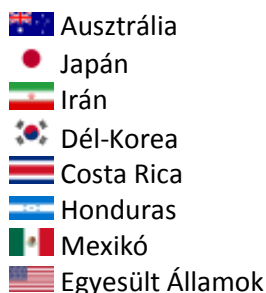 Ausztrália
Japán
Irán
Dél-Korea
Costa Rica
Honduras
Mexikó
Egyesült Államok